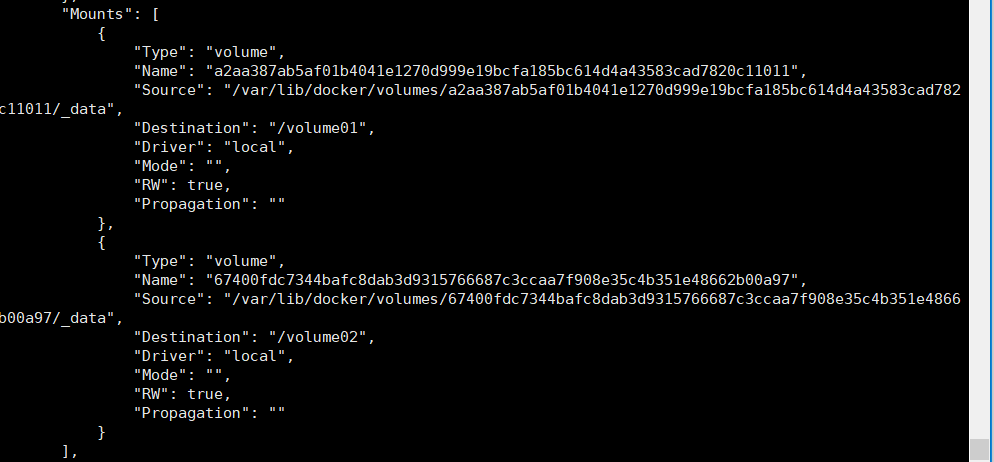 "Mounts": [
{
"Type": "volume",
"Name": "a2aa387ab5af01b4041e1270d999e19bcfa185bc614d4a43583cad7820c11011",
"Source": "/var/lib/docker/volumes/a2aa387ab5af01b4041e1270d999e19bcfa185bc614d4a43583cad782
c11011/_data",
"Destination": "/volume01",
"Driver": "local",
"Mode": "",
"RW": true,
"Propagation": ""
},
{
"Type": "volume",
"Name": "67400fdc7344bafc8dab3d9315766687c3ccaa7f908e35c4b351e48662b00a97",
"Source": "/var/lib/docker/volumes/67400fdc7344bafc8dab3d9315766687c3ccaa7f908e35c4b351e4866
b00a97/_data",
"Destination": "/volume02",
"Driver": "local",
"Mode": "",
"RW": true,
"Propagation": ""
}
],